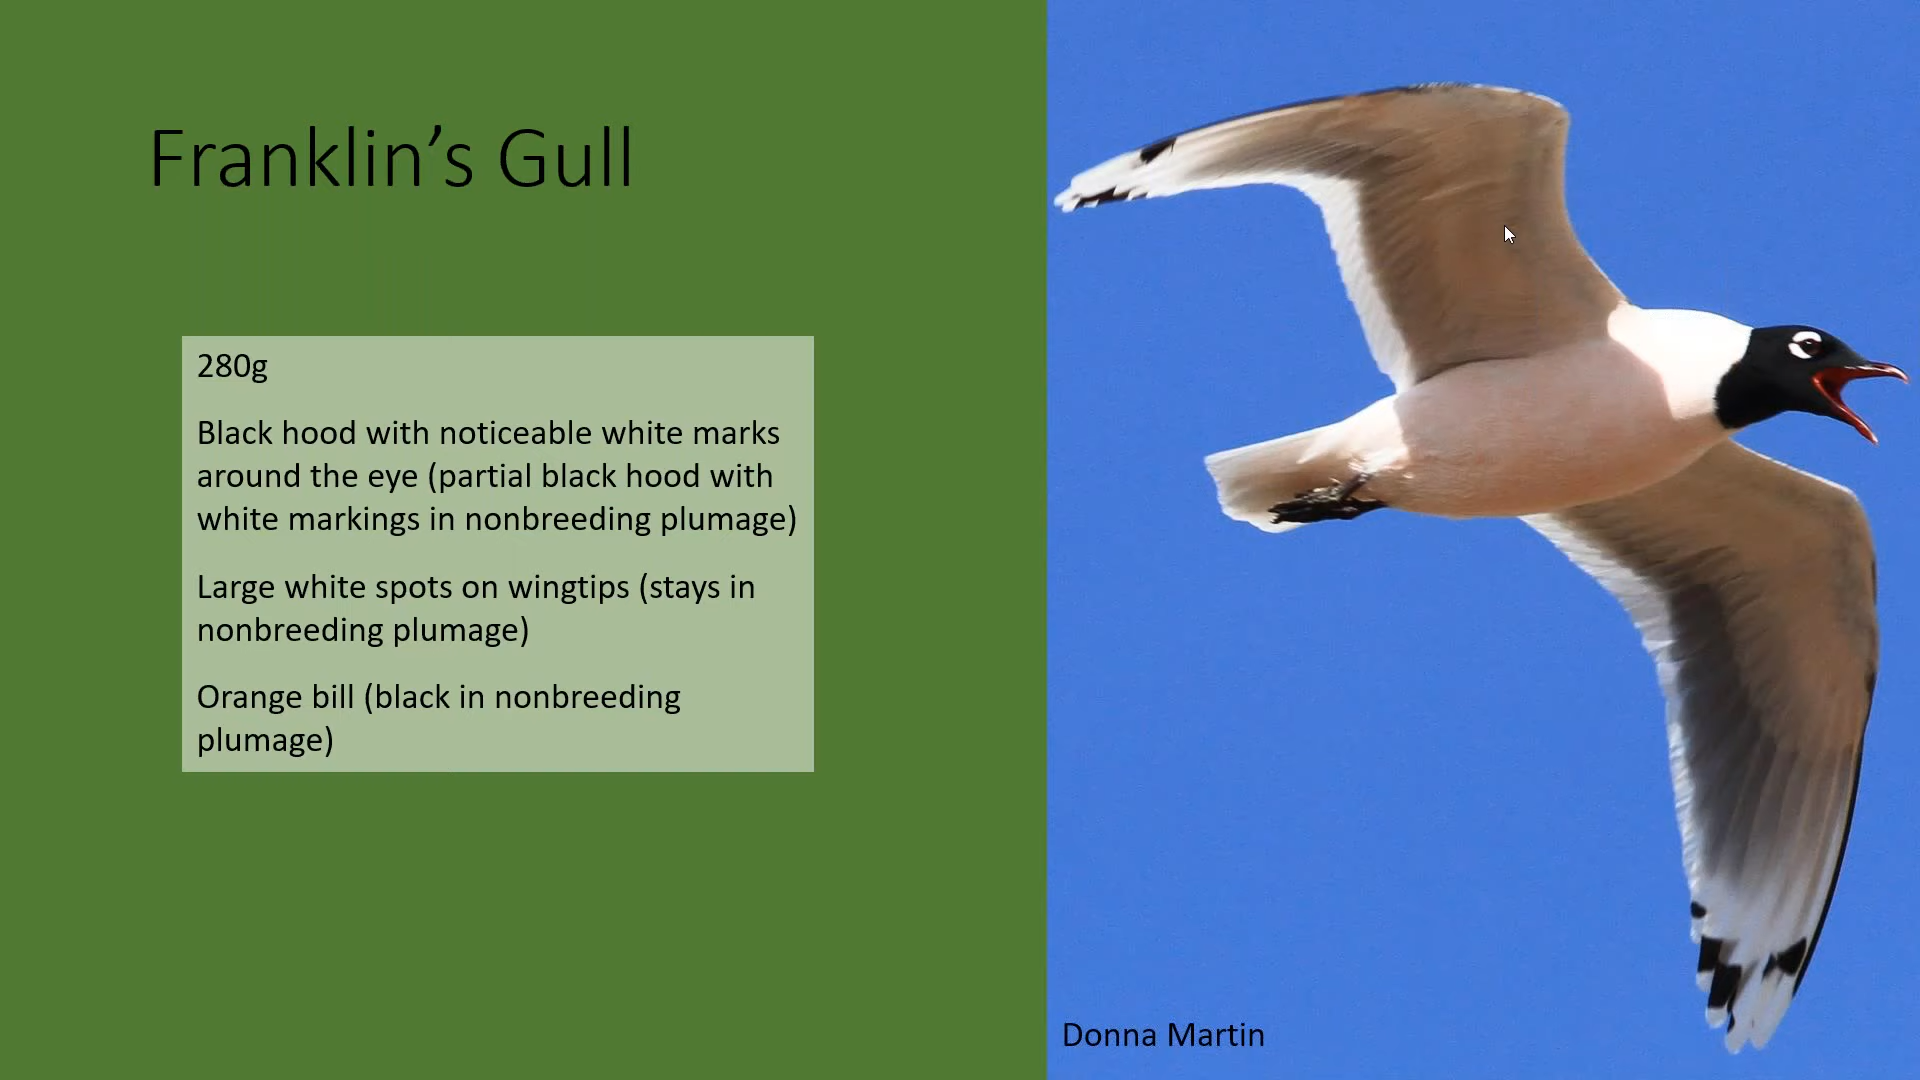 Franklin’s Gull
280g
Black hood with noticeable white marks
around the eye (partial black hood with
white markings in nonbreeding plumage)
Large white spots on wingtips (stays in
nonbreeding plumage)
Orange bill (black in nonbreeding
plumage)
Donna Martin